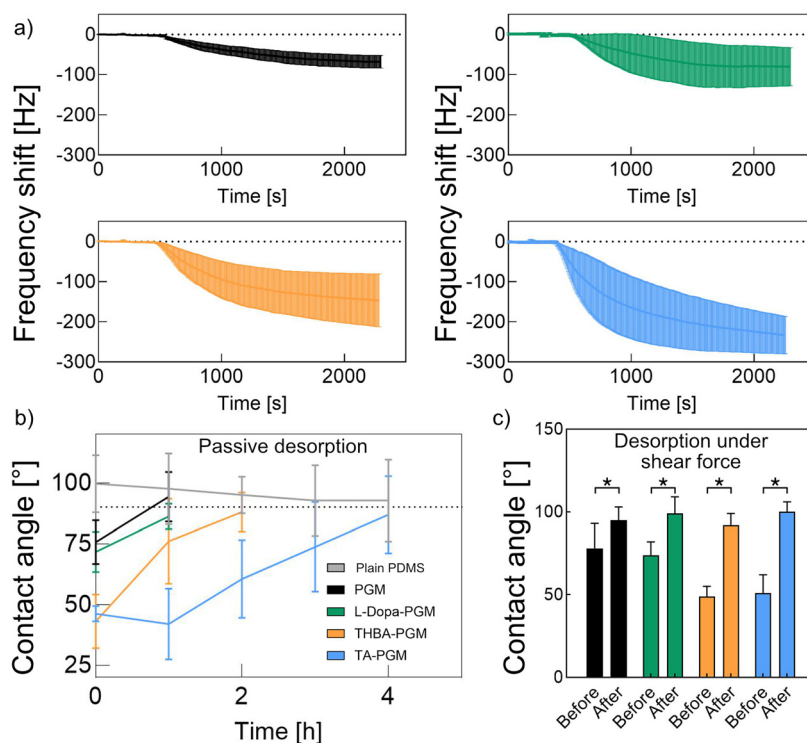 a)
Frequency shift [Hz]
0
-100
-200
-300
0
1000
2000
Time [s]
Frequency shift [Hz]
0
-100
-200
-300
0
1000
2000
Time [s]
0
-100
-200
-300
0
1000
2000
Time [s]
0
-100
-200
-300
0
1000
2000
Time [s]
b)
Passive desorption
Contact angle [°]
100
75
50
25
0
2
4
Time [h]
Plain PDMS
PGM
L-Dopa-PGM
THBA-PGM
TA-PGM
c)
Desorption under
shear force
Contact angle [°]
150
100
50
0
* * * *
Before After Before After Before After Before After